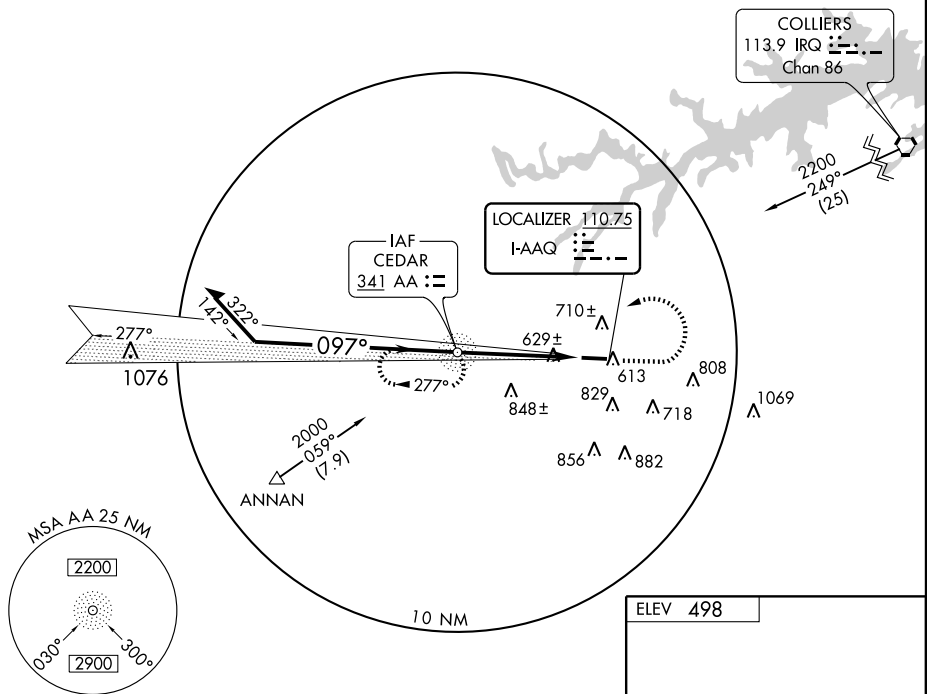 COLLIERS
113.9 IRQ
Chan 86
2200
249°
(25)
LOCALIZER 110.75
I-AAQ
IAF
CEDAR
341 AA
710±
322°
142°
277°
097°
629±
1076
277°
613
808
848±
829
718
1069
856
882
2000
059°
(7.9)
ANNAN
MSA AA 25 NM
2200
030°
300°
2900
10 NM
ELEV 498